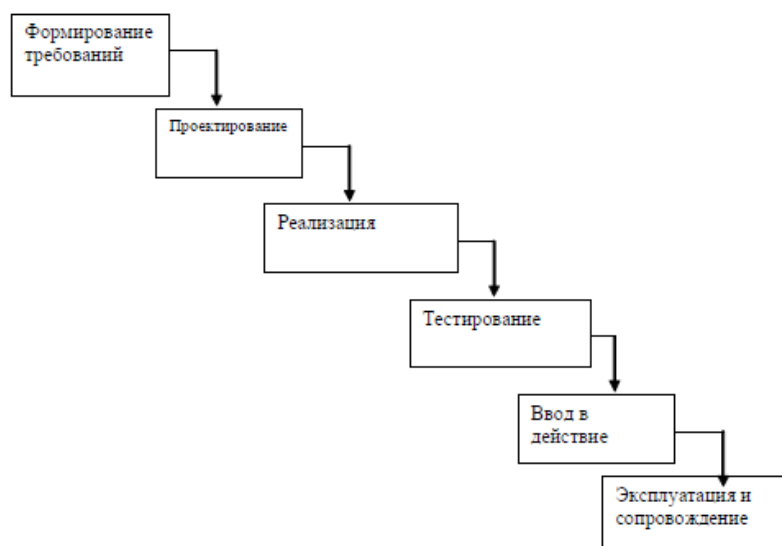 Формирование
требований
Проектирование
Реализация
Тестирование
Ввод в
действие
Эксплуатация и
сопровождение